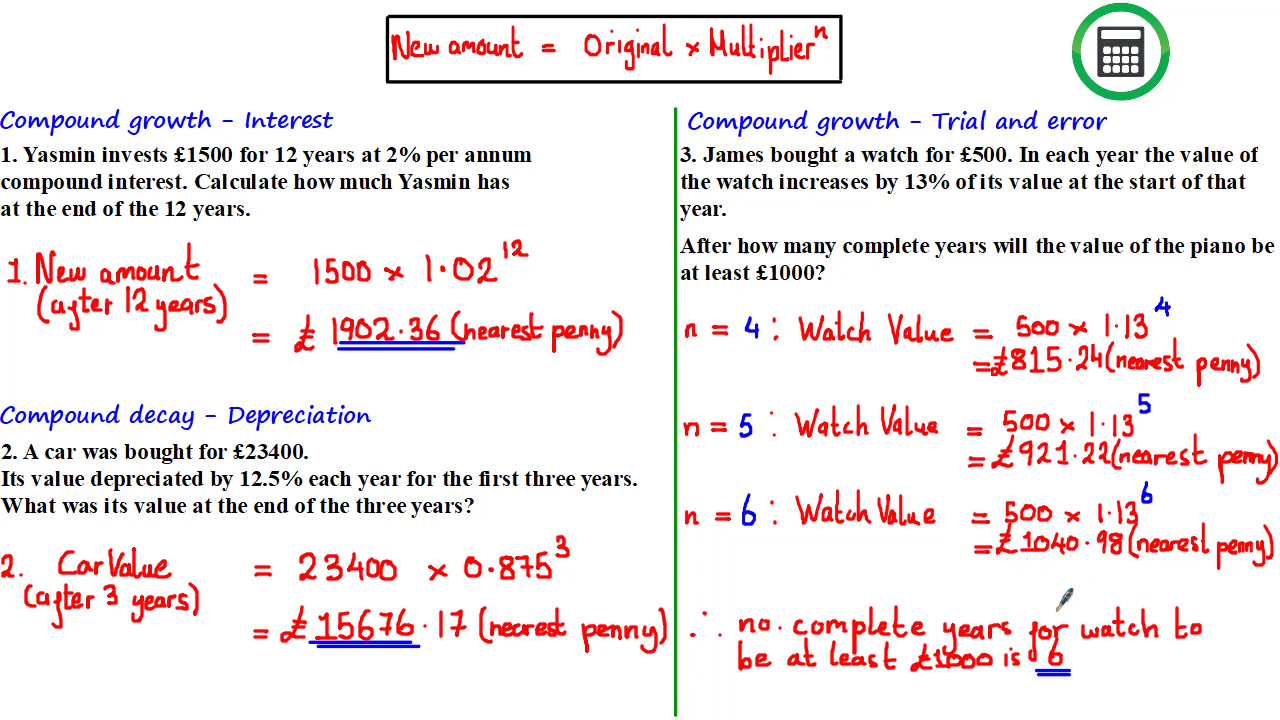 New amount = Original × Multiplier^n
Compound growth - Interest
1. Yasmin invests £1500 for 12 years at 2% per annum
compound interest. Calculate how much Yasmin has
at the end of the 12 years.
1. New amount = 1500 × 1.02^12
(after 12 years)
= £1902.36 (nearest penny)
Compound decay - Depreciation
2. A car was bought for £23400.
Its value depreciated by 12.5% each year for the first three years.
What was its value at the end of the three years?
2. Car Value = 23400 × 0.875^3
(after 3 years)
= £15676.17 (nearest penny)
Compound growth - Trial and error
3. James bought a watch for £500. In each year the value of
the watch increases by 13% of its value at the start of that
year.
After how many complete years will the value of the piano be
at least £1000?
n = 4 : Watch Value = 500 × 1.13^4
= £815.24 (nearest penny)
n = 5 : Watch Value = 500 × 1.13^5
= £921.22 (nearest penny)
n = 6 : Watch Value = 500 × 1.13^6
= £1040.98 (nearest penny)
∴ no. complete years for watch to
be at least £1000 is 6